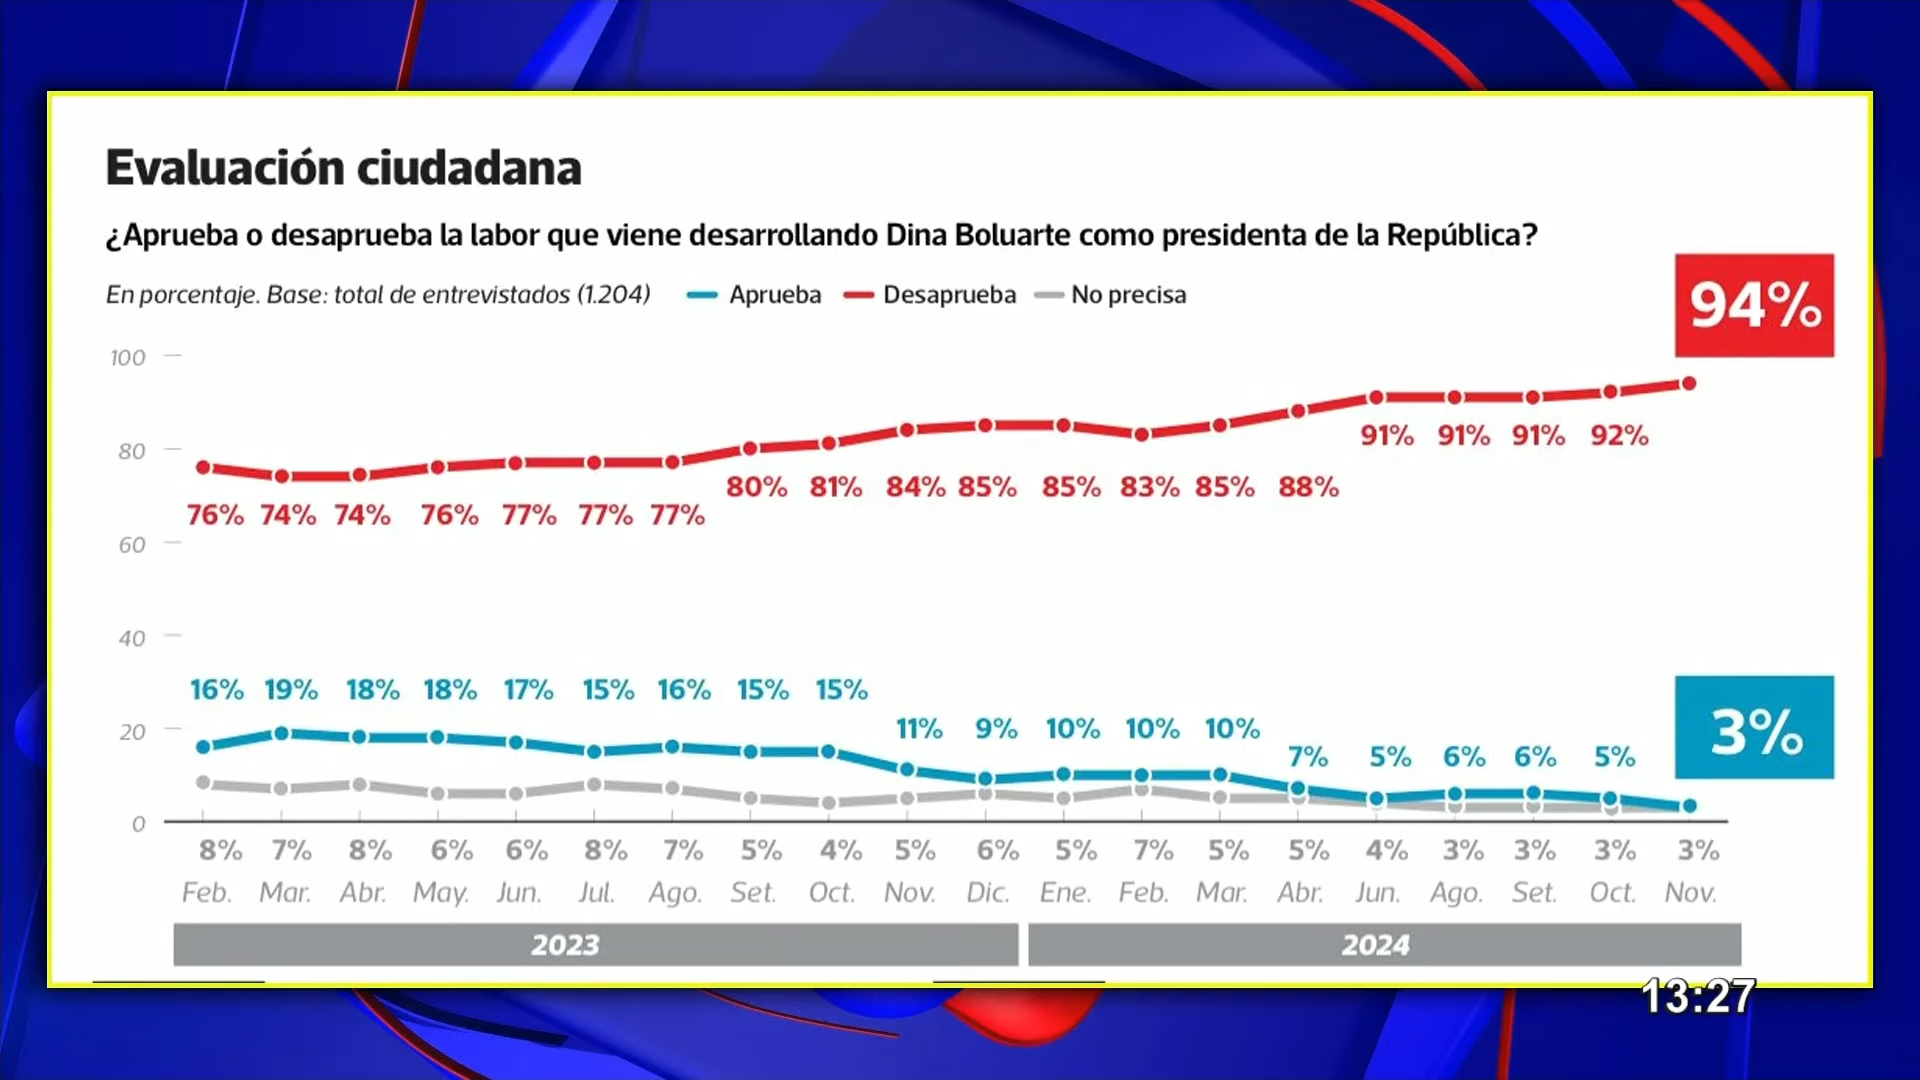 Evaluación ciudadana
¿Aprueba o desaprueba la labor que viene desarrollando Dina Boluarte como presidenta de la República?
En porcentaje. Base: total de entrevistados (1.204) Aprueba Desaprueba No precisa
94%
100
80
91% 91% 91% 92%
80% 81% 84% 85% 85% 83% 85% 88%
76% 74% 74% 76% 77% 77% 77%
60
40
16% 19% 18% 18% 17% 15% 16% 15% 15%
11% 9% 10% 10% 10%
3%
20
7% 5% 6% 6% 5%
0
8% 7% 8% 6% 6% 8% 7% 5% 4% 5% 6% 5% 7% 5% 5% 4% 3% 3% 3% 3%
Feb. Mar. Abr. May. Jun. Jul. Ago. Set. Oct. Nov. Dic. Ene. Feb. Mar. Abr. Jun. Ago. Set. Oct. Nov.
2023 2024
13:27